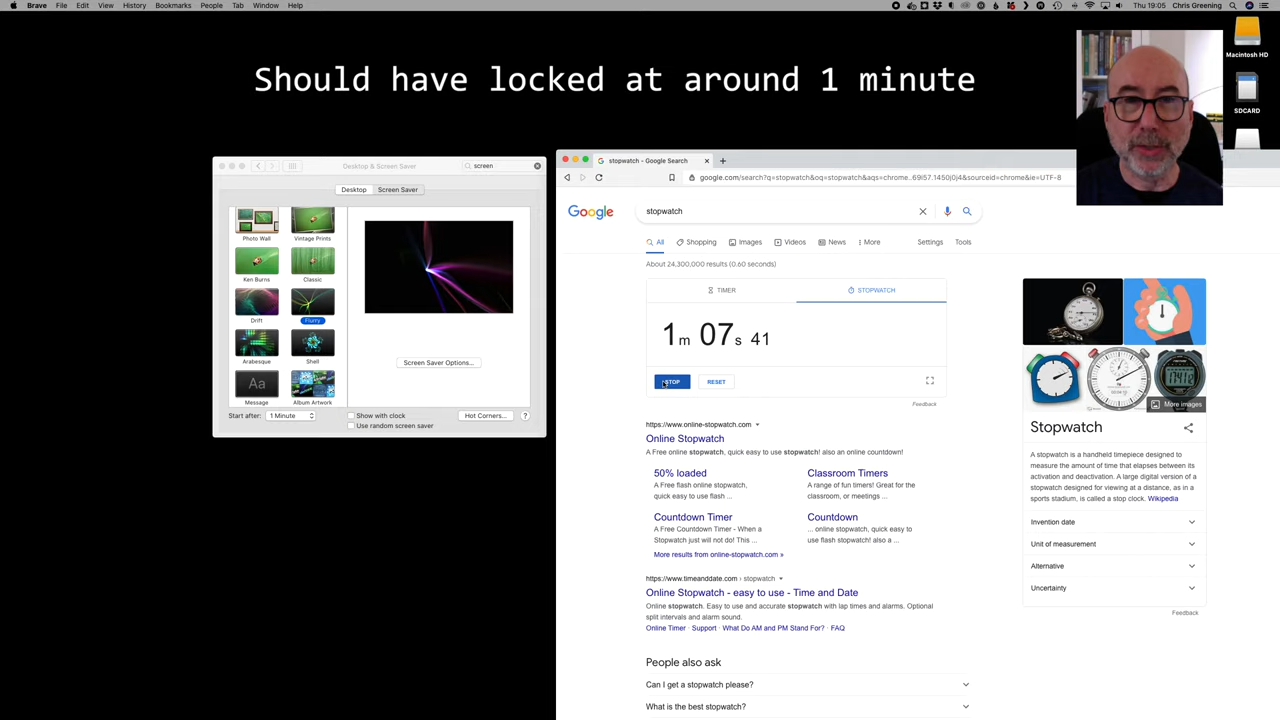 Brave File Edit View History Bookmarks People Tab Window Help
Thu 19:05 Chris Greening
Should have locked at around 1 minute
Macintosh HD
SDCARD
Desktop & Screen Saver
screen
Desktop Screen Saver
Photo Wall Vintage Prints
Ken Burns Classic
Drift Flurry
Arabesque Shell
Aa
Message Album Artwork
Screen Saver Options...
Start after: 1 Minute
Show with clock
Use random screen saver
Hot Corners... ?
stopwatch - Google Search
google.com/search?q=stopwatch&oq=stopwatch&aqs=chrome..69i57.1450j0j4&sourceid=chrome&ie=UTF-8
Google
stopwatch
All Shopping Images Videos News More Settings Tools
About 24,300,000 results (0.60 seconds)
TIMER STOPWATCH
1m 07s 41
STOP RESET
Feedback
https://www.online-stopwatch.com
Online Stopwatch
A Free online stopwatch, quick easy to use stopwatch! also an online countdown!
50% loaded
A Free flash online stopwatch,
quick easy to use flash ...
Classroom Timers
A range of fun timers! Great for the
classroom, or meetings ...
Countdown Timer
A Free Countdown Timer - When a
Stopwatch just will not do! This ...
Countdown
... online stopwatch, quick easy to
use flash stopwatch! also a ...
More results from online-stopwatch.com »
https://www.timeanddate.com › stopwatch
Online Stopwatch - easy to use - Time and Date
Online stopwatch. Easy to use and accurate stopwatch with lap times and alarms. Optional
split intervals and alarm sound.
Online Timer · Support · What Do AM and PM Stand For? · FAQ
People also ask
Can I get a stopwatch please?
What is the best stopwatch?
More images
Stopwatch
A stopwatch is a handheld timepiece designed to
measure the amount of time that elapses between its
activation and deactivation. A large digital version of a
stopwatch designed for viewing at a distance, as in a
sports stadium, is called a stop clock. Wikipedia
Invention date
Unit of measurement
Alternative
Uncertainty
Feedback